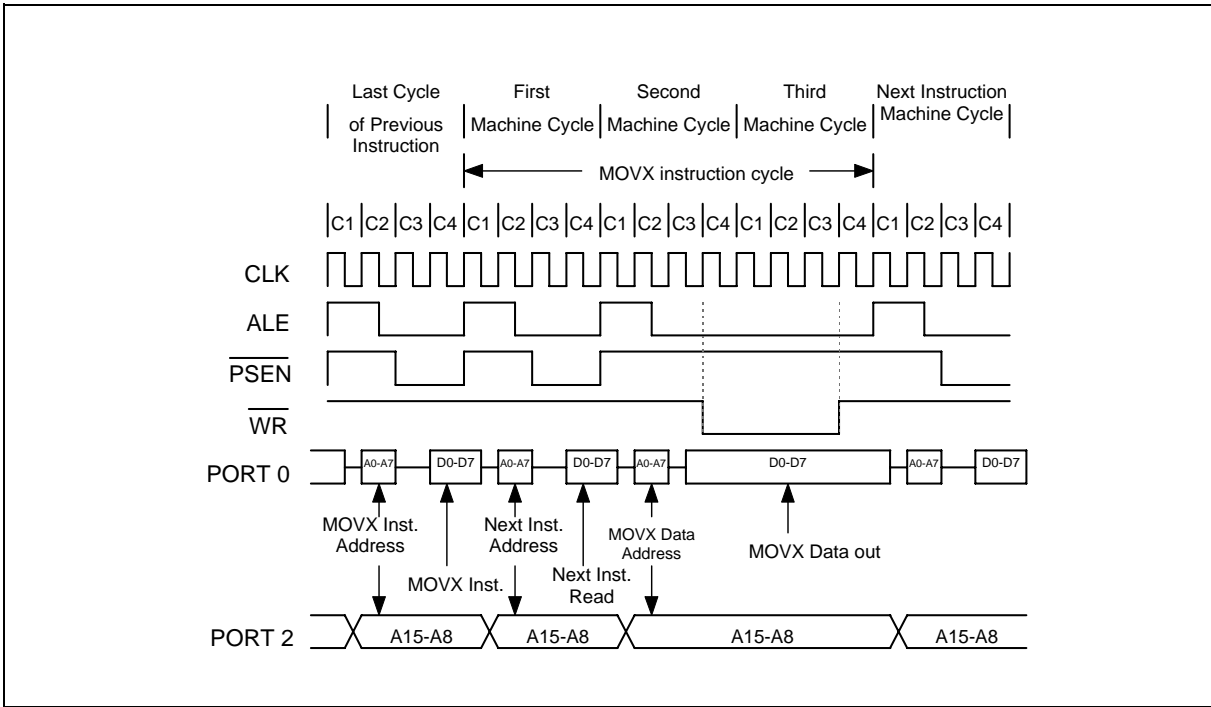 Last Cycle
of Previous
Instruction
First
Machine Cycle
Second
Machine Cycle
Third
Machine Cycle
Next Instruction
Machine Cycle
MOVX instruction cycle
C1 C2 C3 C4 C1 C2 C3 C4 C1 C2 C3 C4 C1 C2 C3 C4 C1 C2 C3 C4
CLK
ALE
PSEN
WR
PORT 0
A0-A7 D0-D7 A0-A7 D0-D7 A0-A7 D0-D7 A0-A7 D0-D7
MOVX Inst.
Address
MOVX Inst.
Next Inst.
Address
Next Inst.
Read
MOVX Data
Address
MOVX Data out
PORT 2
A15-A8 A15-A8 A15-A8 A15-A8